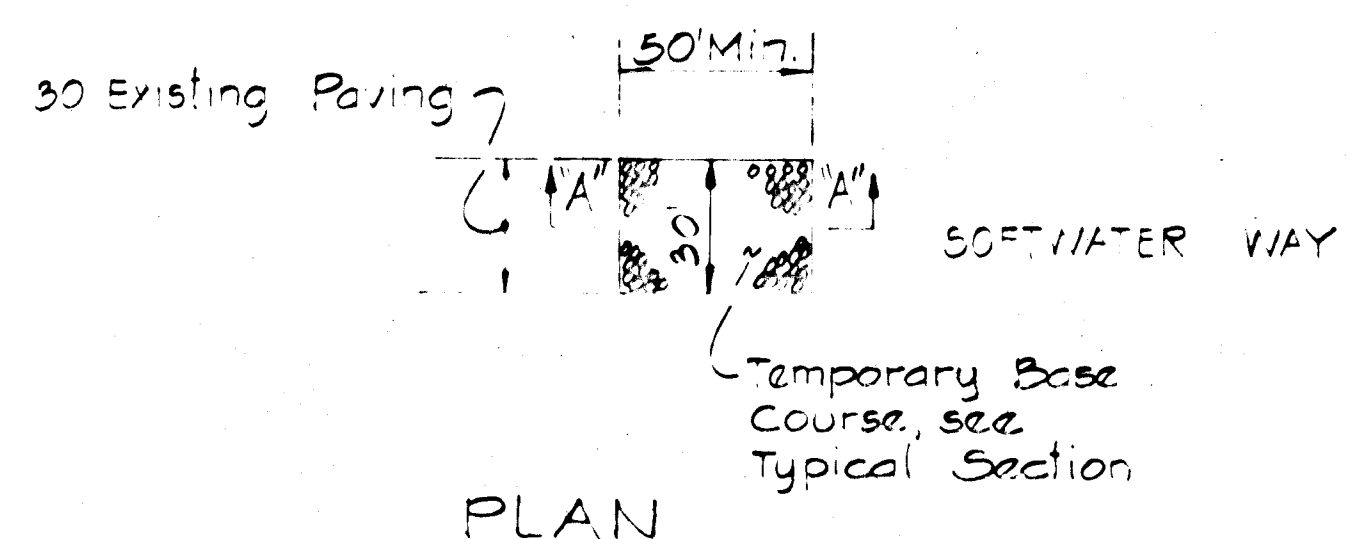 50' Min.
30 Existing Paving
"A" "A"
30
SOFTWATER WAY
Temporary Base
Course, see
Typical Section
PLAN